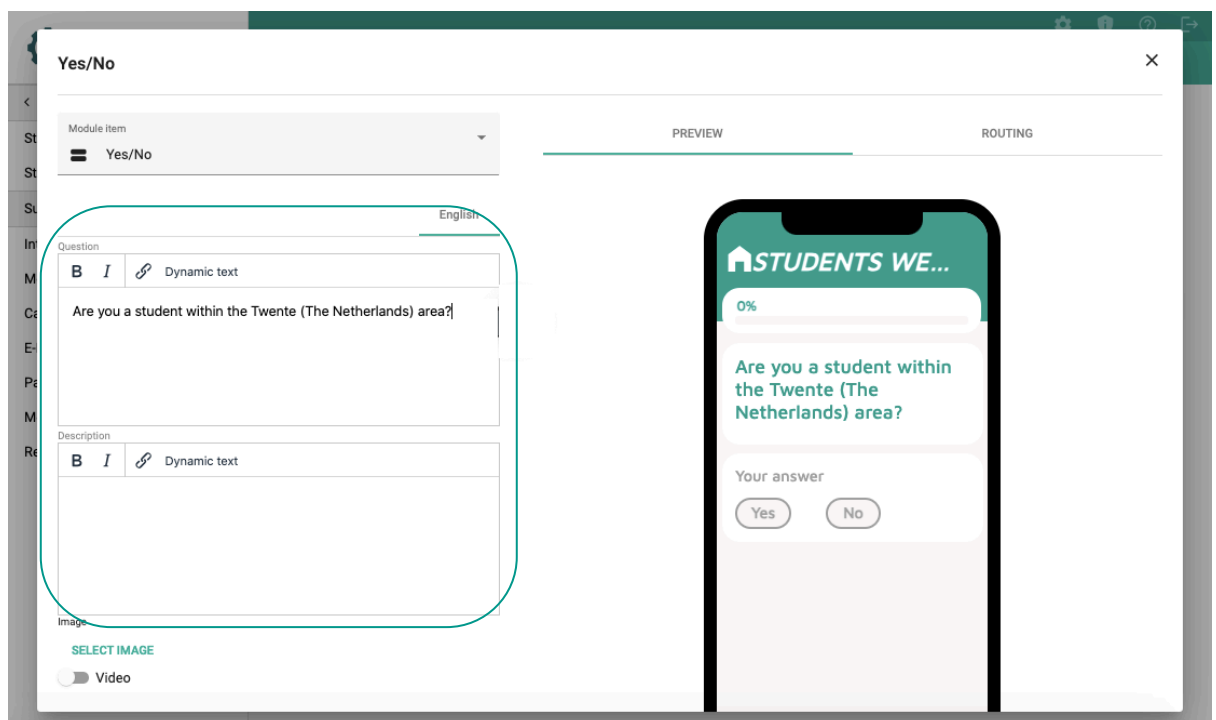 Yes/No
Module item
Yes/No
English
Question
B I Dynamic text
Are you a student within the Twente (The Netherlands) area?
Description
B I Dynamic text
Image
SELECT IMAGE
Video
PREVIEW
ROUTING
STUDENTS WE...
0%
Are you a student within
the Twente (The
Netherlands) area?
Your answer
Yes
No